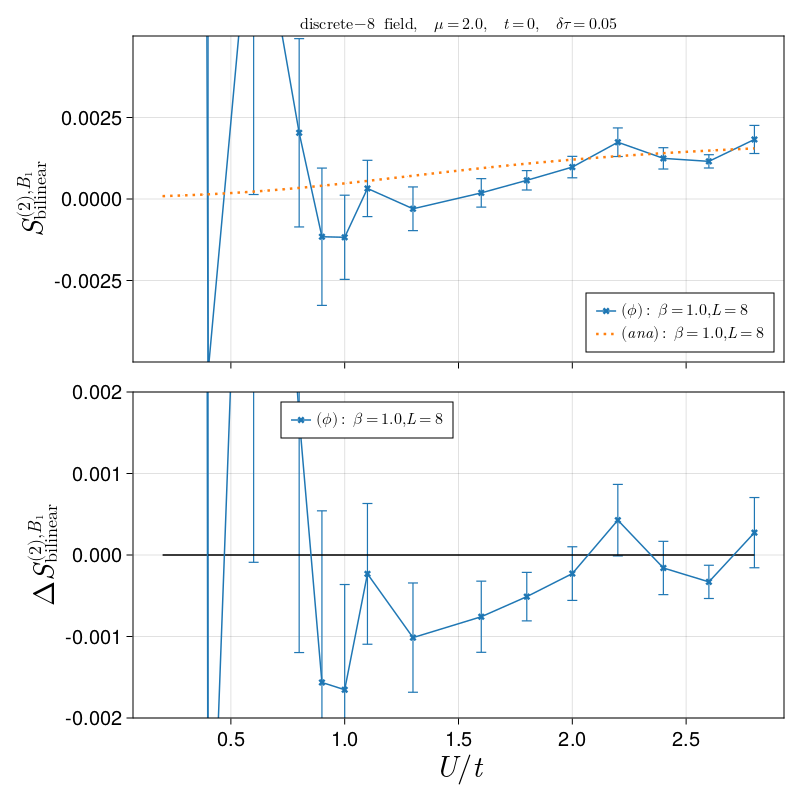 discrete−8 field, μ = 2.0, t = 0, δτ = 0.05
S^{(2),B_1}_{bilinear}
0.0025
0.0000
-0.0025
(ϕ) : β = 1.0,L = 8
(ana) : β = 1.0,L = 8
ΔS^{(2),B_1}_{bilinear}
0.002
0.001
0.000
-0.001
-0.002
(ϕ) : β = 1.0,L = 8
0.5 1.0 1.5 2.0 2.5
U/t